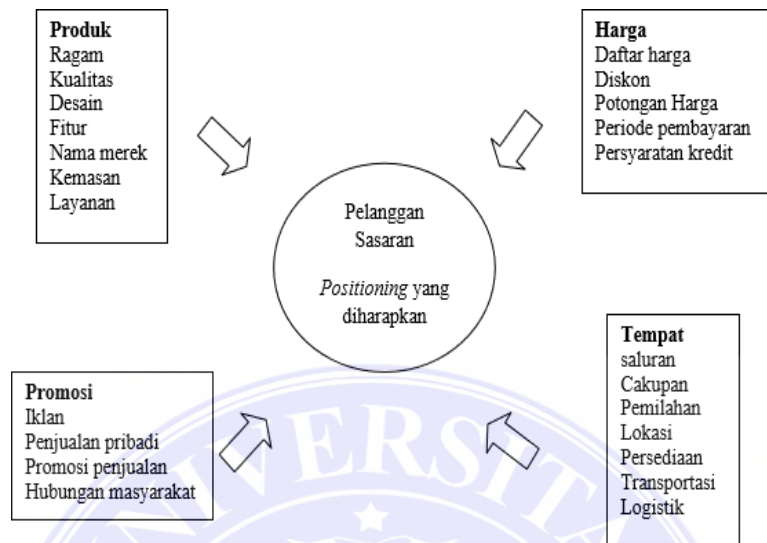 Produk
Ragam
Kualitas
Desain
Fitur
Nama merek
Kemasan
Layanan
Harga
Daftar harga
Diskon
Potongan Harga
Periode pembayaran
Persyaratan kredit
Pelanggan
Sasaran
Positioning yang
diharapkan
Promosi
Iklan
Penjualan pribadi
Promosi penjualan
Hubungan masyarakat
Tempat
saluran
Cakupan
Pemilahan
Lokasi
Persediaan
Transportasi
Logistik
UNIVERSITA